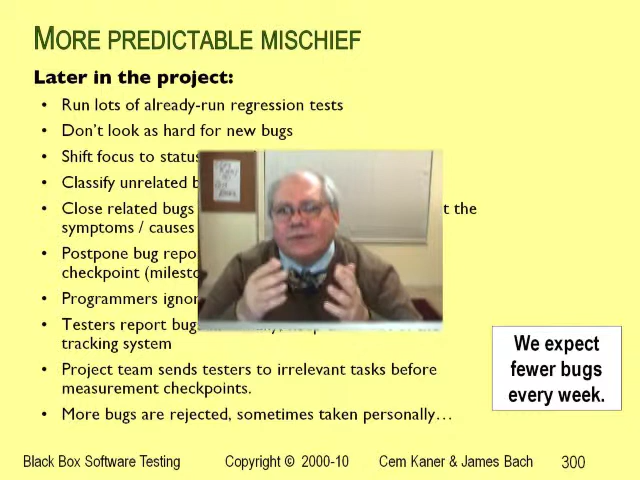 MORE PREDICTABLE MISCHIEF
Later in the project:
• Run lots of already-run regression tests
• Don't look as hard for new bugs
• Shift focus to status
• Classify unrelated b
• Close related bugs t the
symptoms / causes
• Postpone bug repo
checkpoint (milesto
• Programmers ignor
• Testers report bugs
tracking system
• Project team sends testers to irrelevant tasks before
measurement checkpoints.
• More bugs are rejected, sometimes taken personally…
We expect
fewer bugs
every week.
Black Box Software Testing Copyright © 2000-10 Cem Kaner & James Bach 300